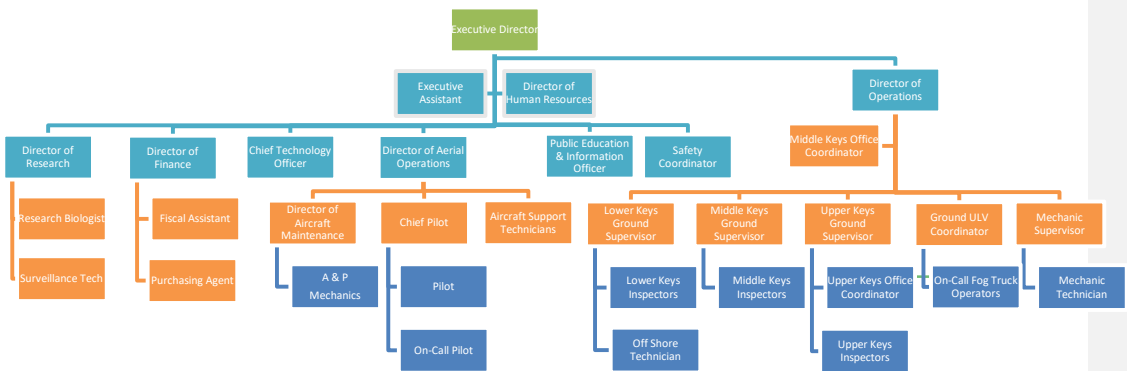 Executive Director
Executive
Assistant
Director of
Human Resources
Director of
Operations
Director of
Research
Director of
Finance
Chief Technology
Officer
Director of Aerial
Operations
Public Education
& Information
Officer
Safety
Coordinator
Middle Keys Office
Coordinator
Research Biologist
Fiscal Assistant
Director of
Aircraft
Maintenance
Chief Pilot
Aircraft Support
Technicians
Lower Keys
Ground
Supervisor
Middle Keys
Ground
Supervisor
Upper Keys
Ground
Supervisor
Ground ULV
Coordinator
Mechanic
Supervisor
Surveillance Tech
Purchasing Agent
A & P
Mechanics
Pilot
Lower Keys
Inspectors
Middle Keys
Inspectors
Upper Keys Office
Coordinator
On-Call Fog Truck
Operators
Mechanic
Technician
On-Call Pilot
Off Shore
Technician
Upper Keys
Inspectors